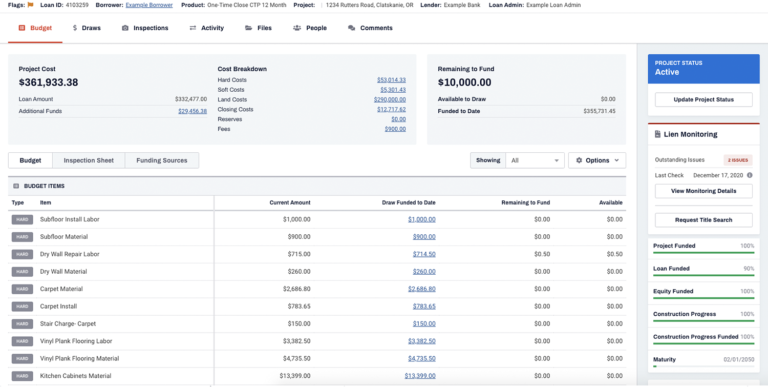 Flags: Loan ID: 4103259 Borrower: Example Borrower Product: One-Time Close CTP 12 Month Project: : 1234 Rutters Road, Clatskanie, OR Lender: Example Bank Loan Admin: Example Loan Admin
Budget Draws Inspections Activity Files People Comments
Project Cost
$361,933.38
Loan Amount $332,477.00
Additional Funds $29,456.38
Cost Breakdown
Hard Costs $53,014.33
Soft Costs $5,301.43
Land Costs $290,000.00
Closing Costs $12,717.62
Reserves $0.00
Fees $900.00
Remaining to Fund
$10,000.00
Available to Draw $0.00
Funded to Date $355,731.45
PROJECT STATUS
Active
Update Project Status
Lien Monitoring
Outstanding Issues 2 ISSUES
Last Check December 17, 2020
View Monitoring Details
Request Title Search
Project Funded 100%
Loan Funded 90%
Equity Funded 100%
Construction Progress 100%
Construction Progress Funded 100%
Maturity 02/01/2050
Budget Inspection Sheet Funding Sources Showing All Options
BUDGET ITEMS
Type Item Current Amount Draw Funded to Date Remaining to Fund Available
HARD Subfloor Install Labor $1,000.00 $1,000.00 $0.00 $0.00
HARD Subfloor Material $900.00 $900.00 $0.00 $0.00
HARD Dry Wall Repair Labor $715.00 $714.50 $0.50 $0.50
HARD Dry Wall Material $260.00 $260.00 $0.00 $0.00
HARD Carpet Material $2,686.80 $2,686.80 $0.00 $0.00
HARD Carpet Install $783.65 $783.65 $0.00 $0.00
HARD Stair Charge- Carpet $150.00 $150.00 $0.00 $0.00
HARD Vinyl Plank Flooring Labor $3,382.50 $3,382.50 $0.00 $0.00
HARD Vinyl Plank Flooring Material $4,735.50 $4,735.50 $0.00 $0.00
HARD Kitchen Cabinets Material $13,399.00 $13,399.00 $0.00 $0.00